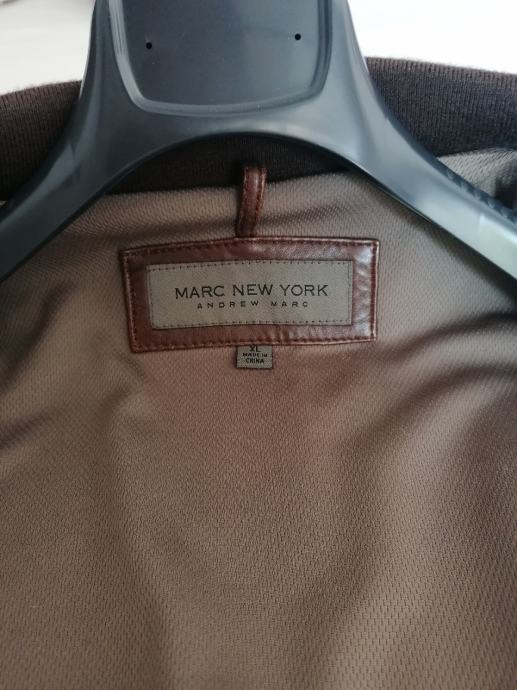 MARC NEW YORK
ANDREW MARC
XL
MADE IN
CHINA